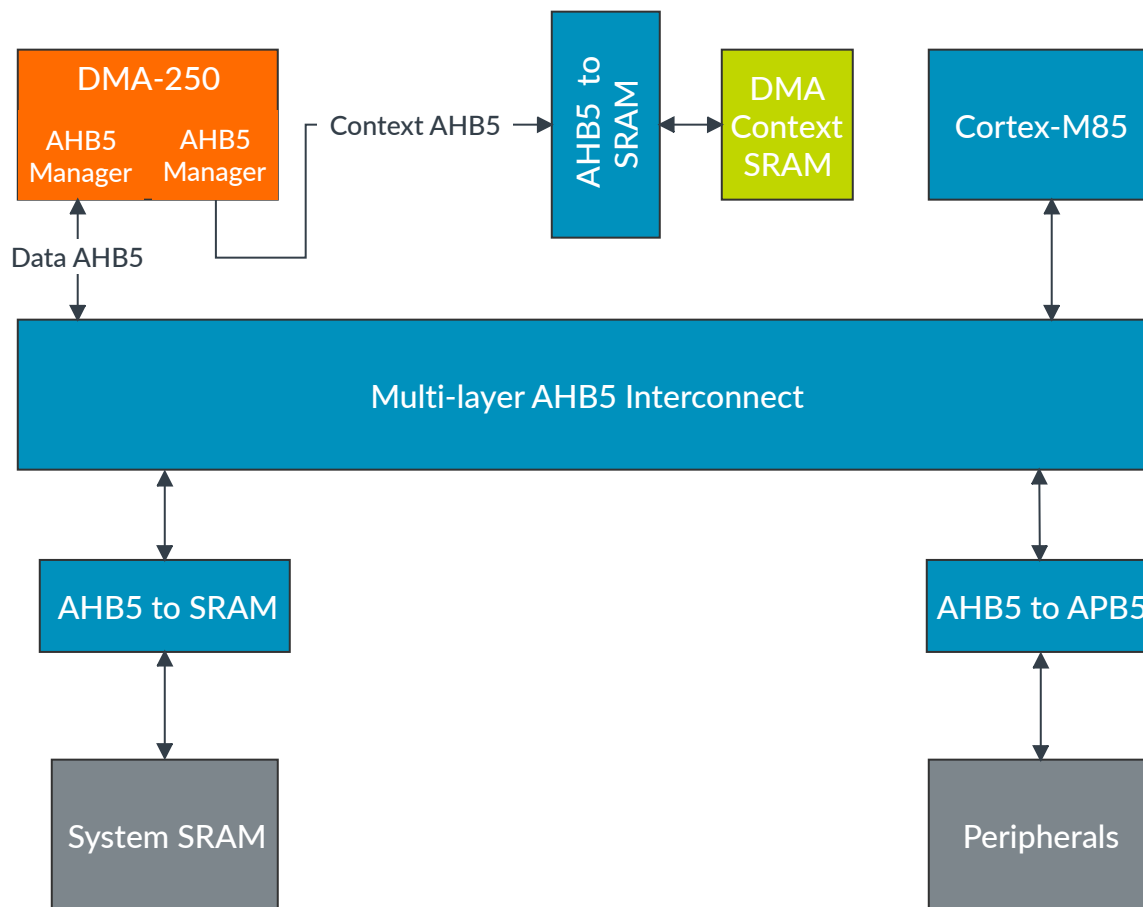 DMA-250
AHB5
Manager
AHB5
Manager
Data AHB5
Context AHB5
AHB5 to
SRAM
DMA
Context
SRAM
Cortex-M85
Multi-layer AHB5 Interconnect
AHB5 to SRAM
AHB5 to APB5
System SRAM
Peripherals